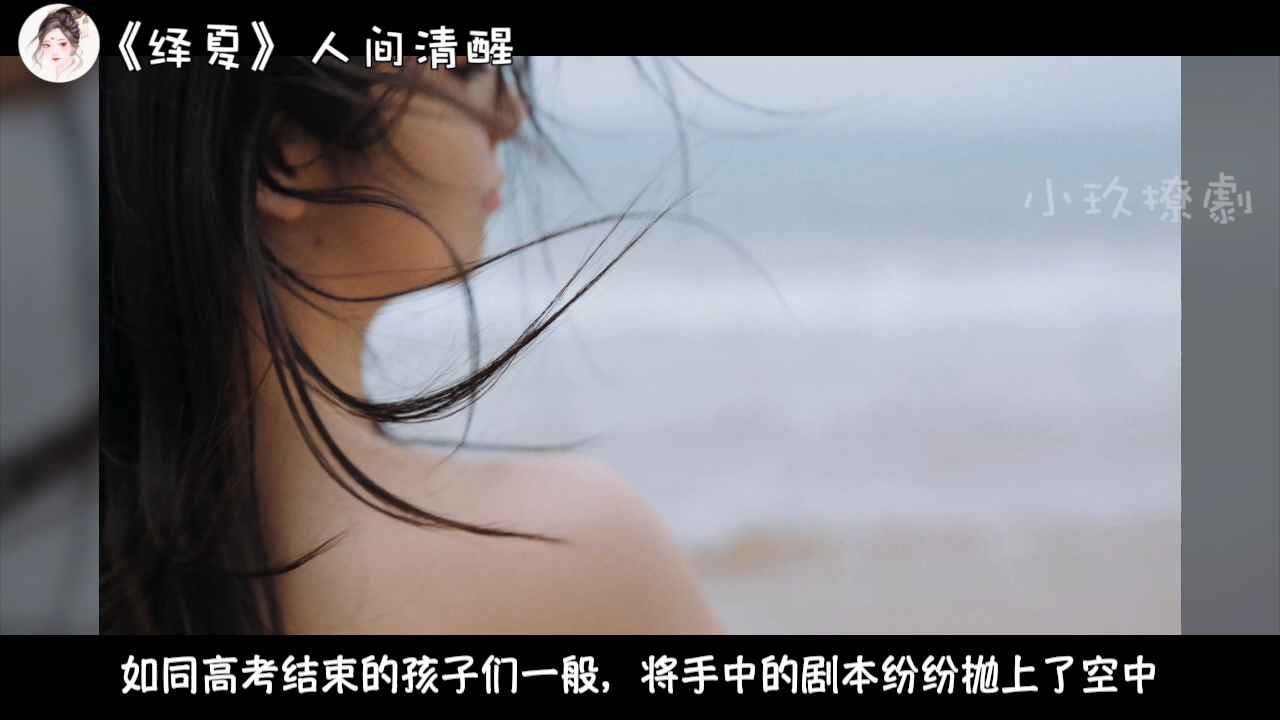 《绎夏》人间清醒
小玖撩劇
如同高考结束的孩子们一般，将手中的剧本纷纷抛上了空中